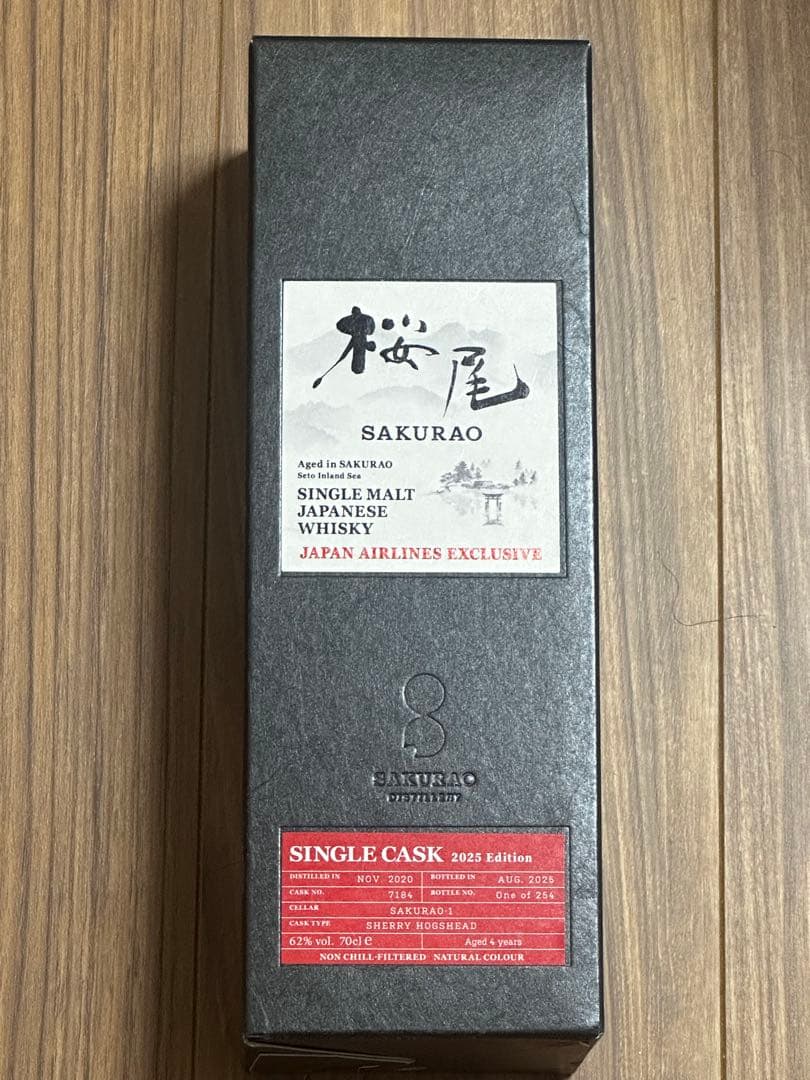 桜尾
SAKURAO
Aged in SAKURAO
Seto Inland Sea
SINGLE MALT
JAPANESE
WHISKY
JAPAN AIRLINES EXCLUSIVE
SAKURAO
DISTILLERY
SINGLE CASK 2025 Edition
DISTILLED IN NOV. 2020 BOTTLED IN AUG. 2025
CASK NO. 7184 BOTTLE NO. One of 254
CELLAR SAKURAO-1
CASK TYPE SHERRY HOGSHEAD
62% vol. 70cl e Aged 4 years
NON CHILL-FILTERED NATURAL COLOUR